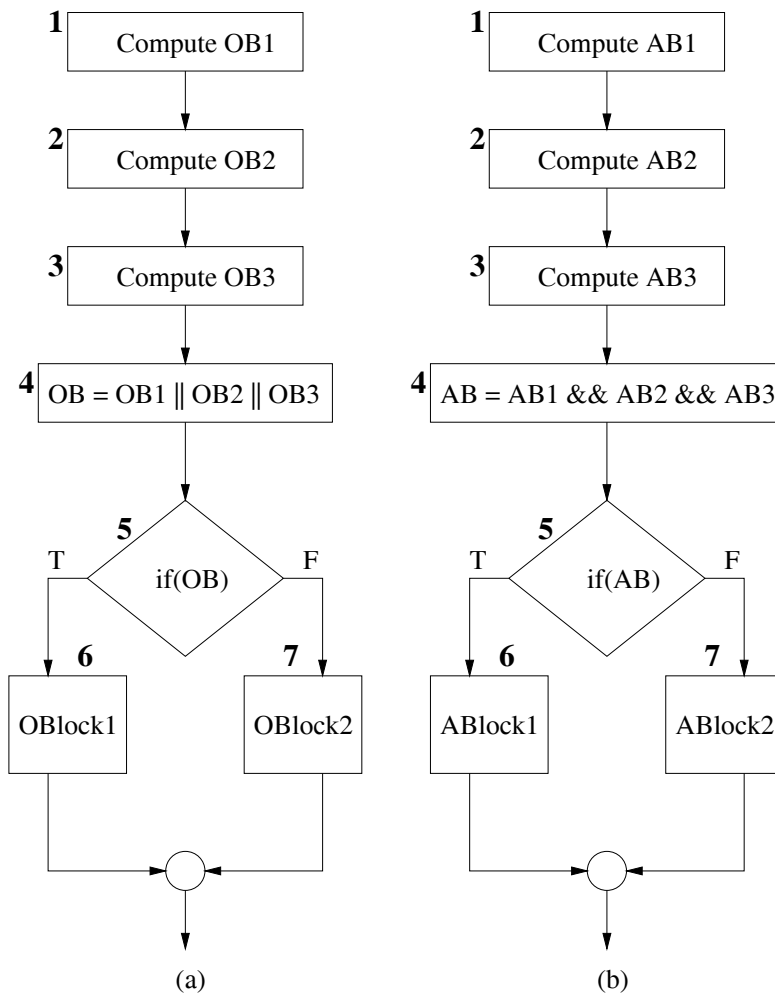 1
Compute OB1
2
Compute OB2
3
Compute OB3
4
OB = OB1 || OB2 || OB3
5
T
if(OB)
F
6
7
OBlock1
OBlock2
(a)
1
Compute AB1
2
Compute AB2
3
Compute AB3
4
AB = AB1 && AB2 && AB3
5
T
if(AB)
F
6
7
ABlock1
ABlock2
(b)